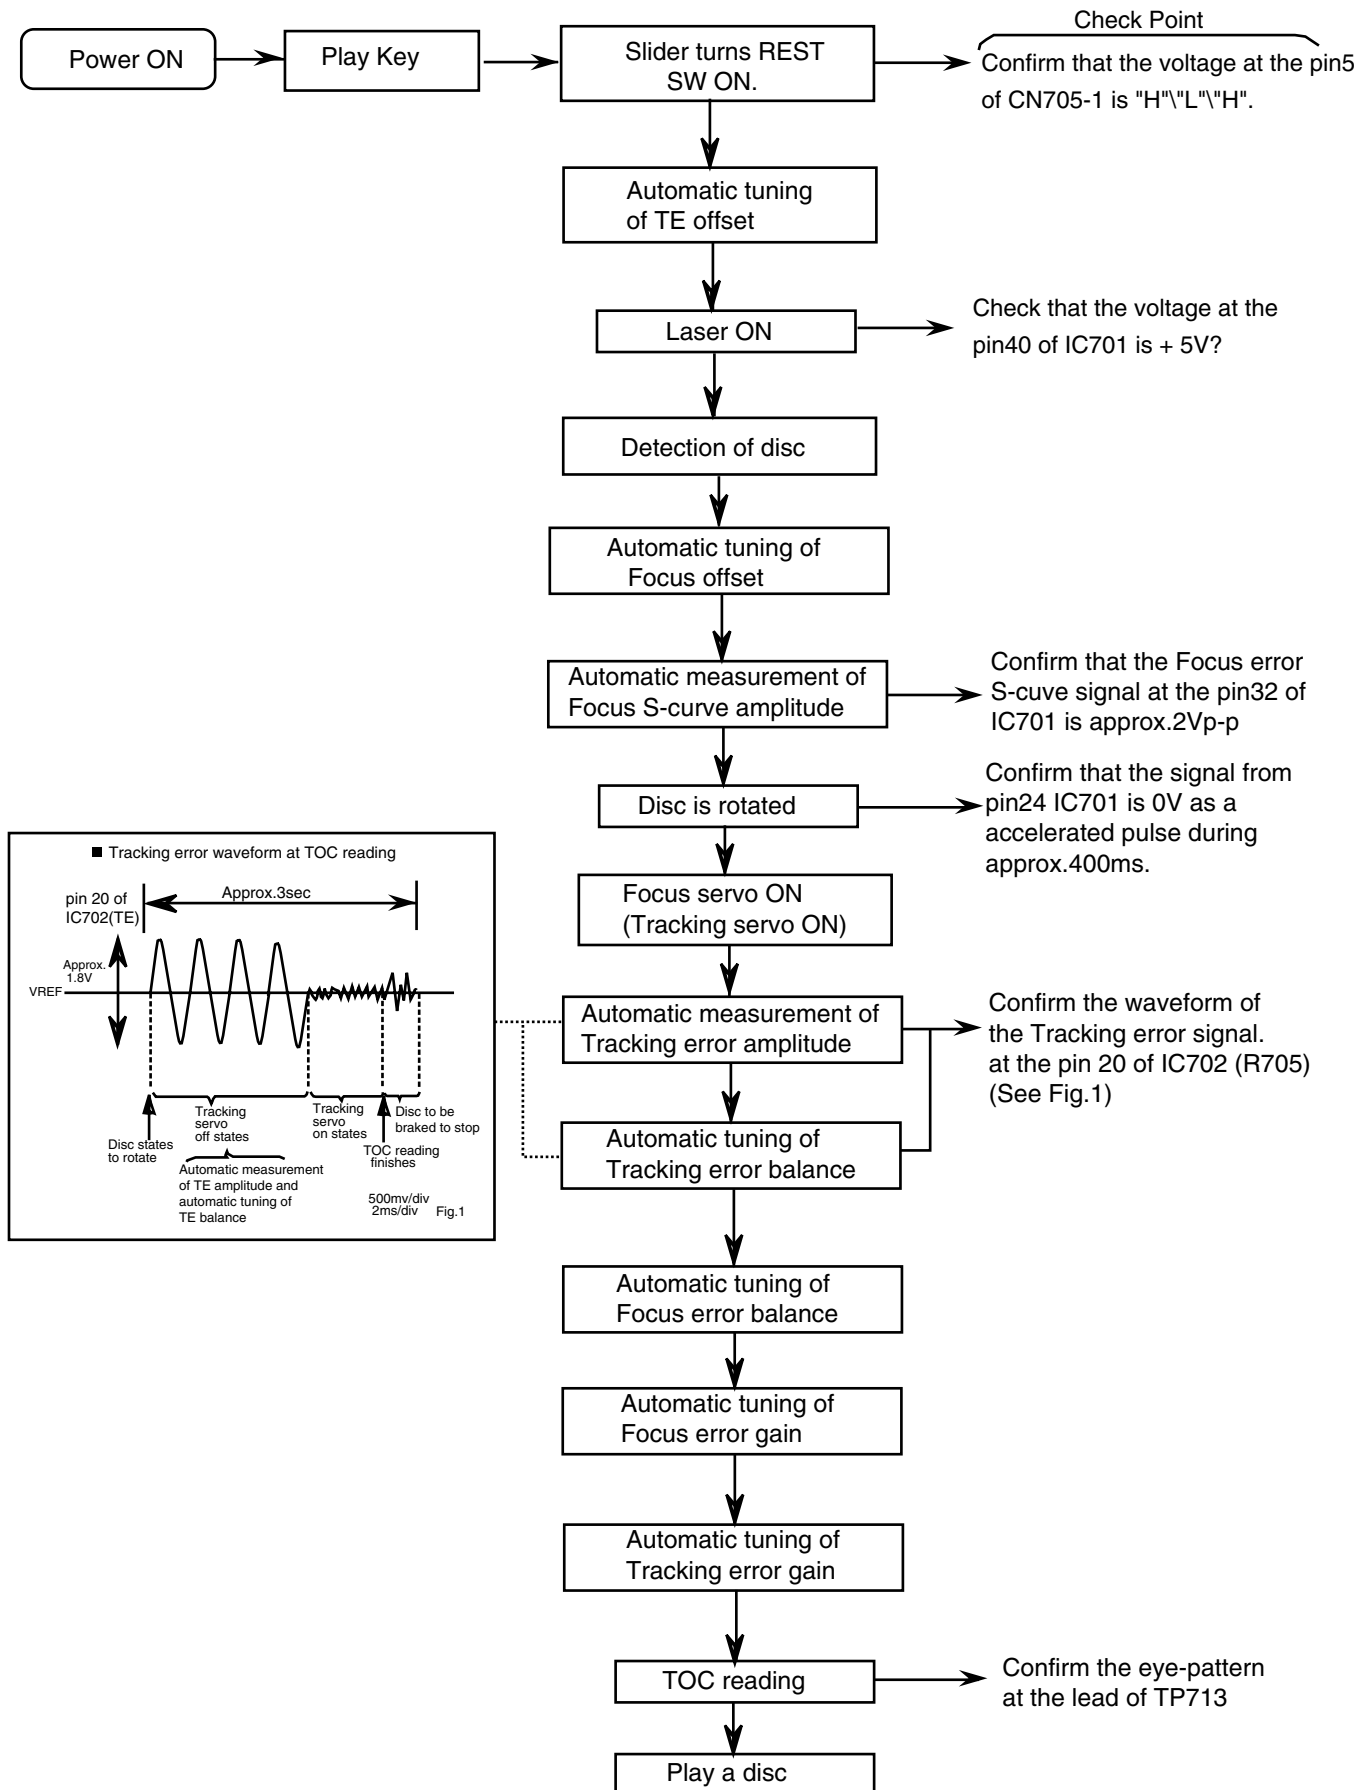 Check Point
Power ON
Play Key
Slider turns REST
SW ON.
Confirm that the voltage at the pin5
of CN705-1 is "H"\"L"\"H".
Automatic tuning
of TE offset
Laser ON
Check that the voltage at the
pin40 of IC701 is + 5V?
Detection of disc
Automatic tuning of
Focus offset
Automatic measurement of
Focus S-curve amplitude
Confirm that the Focus error
S-cuve signal at the pin32 of
IC701 is approx.2Vp-p
Disc is rotated
Confirm that the signal from
pin24 IC701 is 0V as a
accelerated pulse during
approx.400ms.
■ Tracking error waveform at TOC reading
pin 20 of
IC702(TE)
Approx.3sec
Approx.
1.8V
VREF
Disc states
to rotate
Tracking
servo
off states
Tracking
servo
on states
Disc to be
braked to stop
TOC reading
finishes
Automatic measurement
of TE amplitude and
automatic tuning of
TE balance
500mv/div
2ms/div
Fig.1
Focus servo ON
(Tracking servo ON)
Automatic measurement of
Tracking error amplitude
Confirm the waveform of
the Tracking error signal.
at the pin 20 of IC702 (R705)
(See Fig.1)
Automatic tuning of
Tracking error balance
Automatic tuning of
Focus error balance
Automatic tuning of
Focus error gain
Automatic tuning of
Tracking error gain
TOC reading
Confirm the eye-pattern
at the lead of TP713
Play a disc